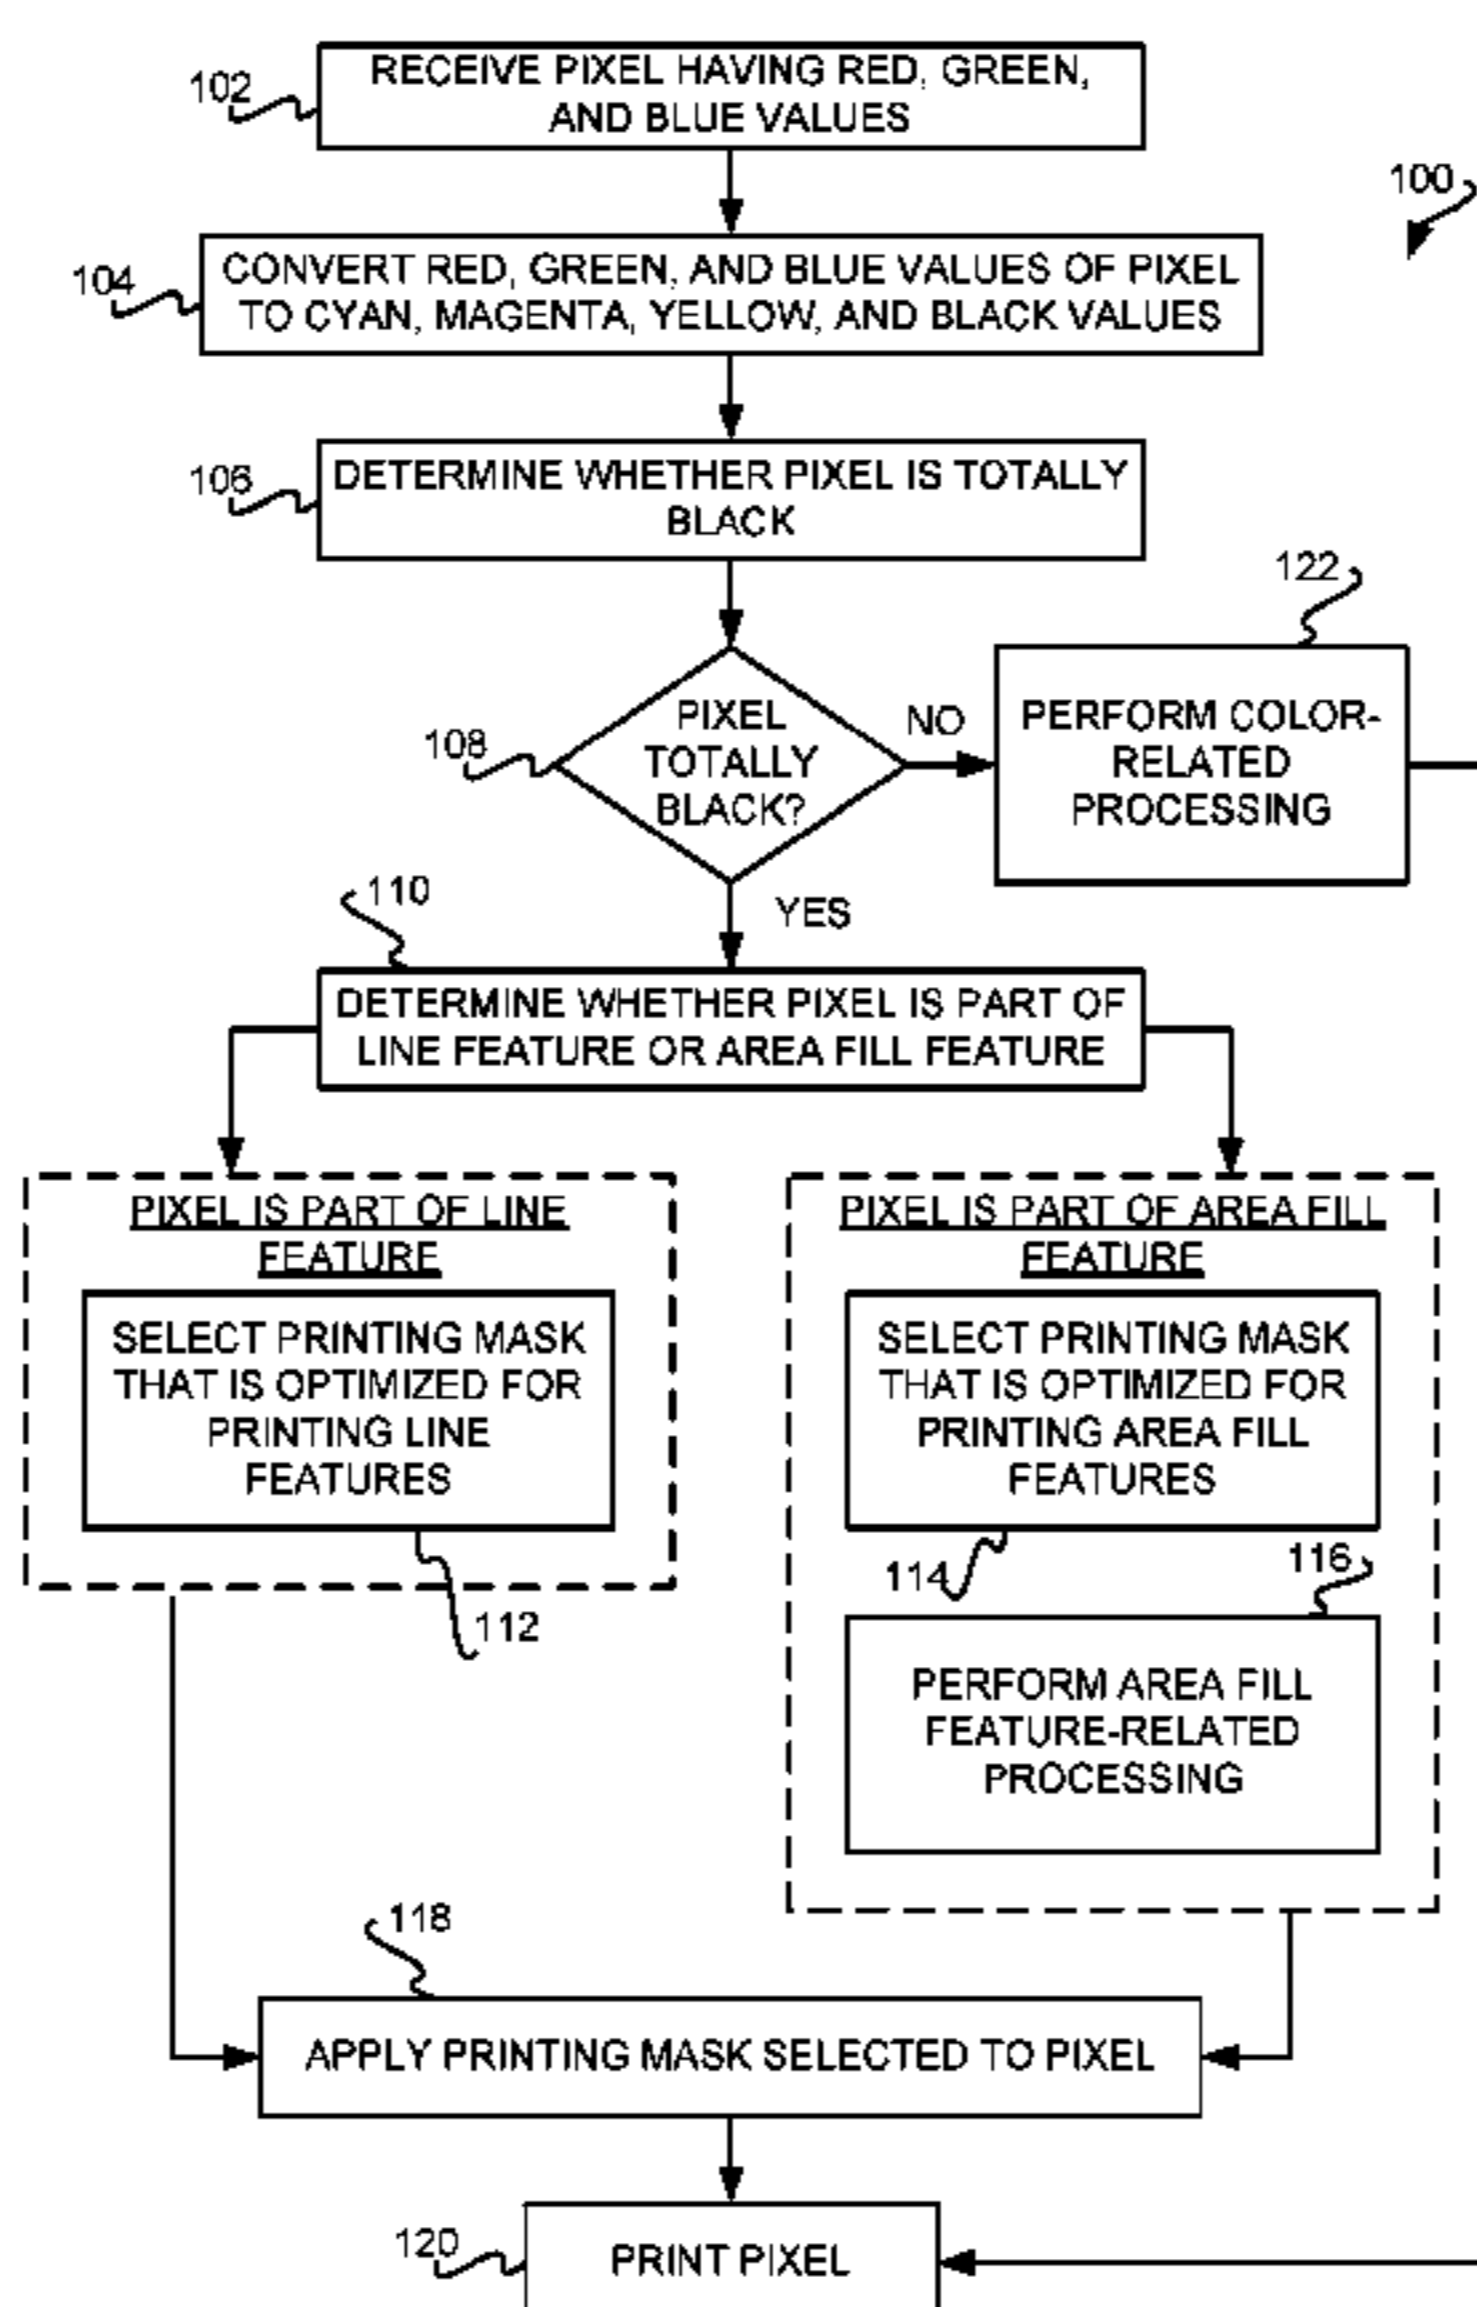 102
RECEIVE PIXEL HAVING RED, GREEN,
AND BLUE VALUES
100
104
CONVERT RED, GREEN, AND BLUE VALUES OF PIXEL
TO CYAN, MAGENTA, YELLOW, AND BLACK VALUES
106
DETERMINE WHETHER PIXEL IS TOTALLY
BLACK
122
108
PIXEL
TOTALLY
BLACK?
NO
PERFORM COLOR-
RELATED
PROCESSING
YES
110
DETERMINE WHETHER PIXEL IS PART OF
LINE FEATURE OR AREA FILL FEATURE
PIXEL IS PART OF LINE
FEATURE
SELECT PRINTING MASK
THAT IS OPTIMIZED FOR
PRINTING LINE
FEATURES
112
PIXEL IS PART OF AREA FILL
FEATURE
SELECT PRINTING MASK
THAT IS OPTIMIZED FOR
PRINTING AREA FILL
FEATURES
114
116
PERFORM AREA FILL
FEATURE-RELATED
PROCESSING
118
APPLY PRINTING MASK SELECTED TO PIXEL
120
PRINT PIXEL